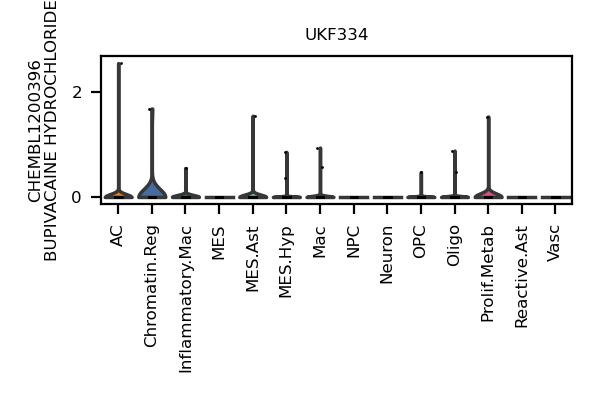 UKF334
CHEMBL1200396
BUPIVACAINE HYDROCHLORIDE
2
0
AC
Chromatin.Reg
Inflammatory.Mac
MES
MES.Ast
MES.Hyp
Mac
NPC
Neuron
OPC
Oligo
Prolif.Metab
Reactive.Ast
Vasc